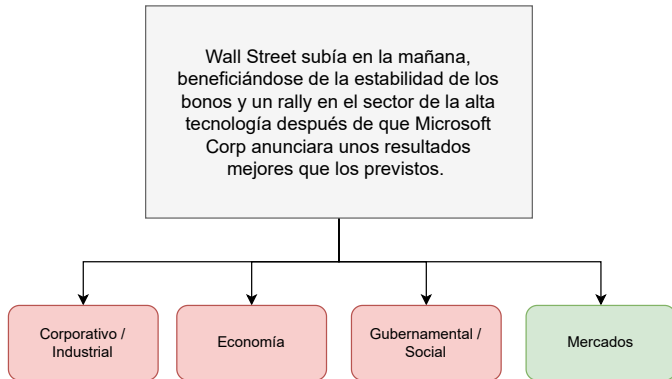 Wall Street subía en la mañana,
beneficiándose de la estabilidad de los
bonos y un rally en el sector de la alta
tecnología después de que Microsoft
Corp anunciara unos resultados
mejores que los previstos.
Corporativo /
Industrial
Economía
Gubernamental /
Social
Mercados